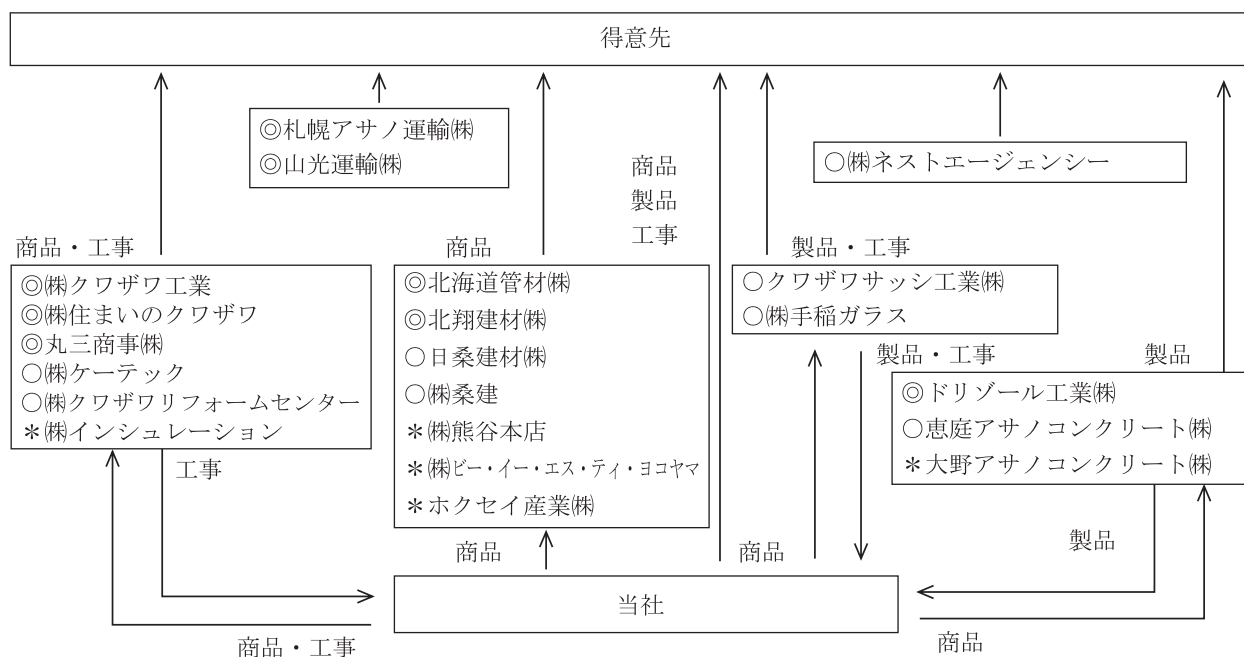 得意先
◎札幌アサノ運輸㈱
◎山光運輸㈱
○㈱ネストエージェンシー
商品
製品
工事
商品・工事
◎㈱クワザワ工業
◎㈱住まいのクワザワ
◎丸三商事㈱
○㈱ケーテック
○㈱クワザワリフォームセンター
＊㈱インシュレーション
商品
◎北海道管材㈱
◎北翔建材㈱
○日桑建材㈱
○㈱桑建
＊㈱熊谷本店
＊㈱ビー・イー・エス・ティ・ヨコヤマ
＊ホクセイ産業㈱
製品・工事
○クワザワサッシ工業㈱
○㈱手稲ガラス
製品・工事
製品
◎ドリゾール工業㈱
○恵庭アサノコンクリート㈱
＊大野アサノコンクリート㈱
工事
商品
商品
製品
当社
商品・工事
商品